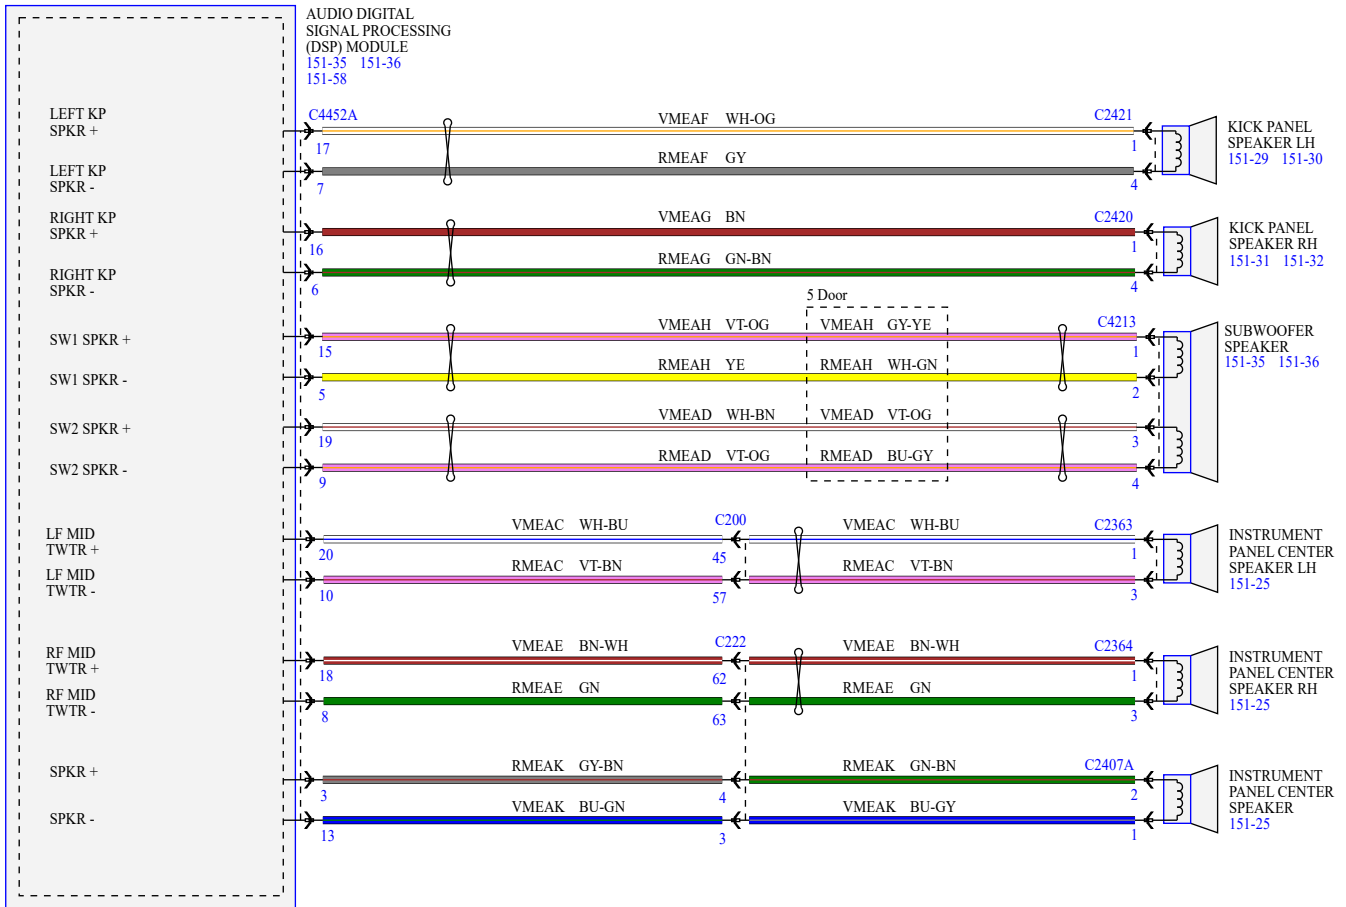 AUDIO DIGITAL
SIGNAL PROCESSING
(DSP) MODULE
151-35 151-36
151-58
C4452A
LEFT KP
SPKR +
17
VMEAF WH-OG
C2421
1
KICK PANEL
SPEAKER LH
151-29 151-30
LEFT KP
SPKR -
7
RMEAF GY
4
RIGHT KP
SPKR +
16
VMEAG BN
C2420
1
KICK PANEL
SPEAKER RH
151-31 151-32
RIGHT KP
SPKR -
6
RMEAG GN-BN
4
5 Door
SW1 SPKR +
15
VMEAH VT-OG
VMEAH GY-YE
C4213
1
SUBWOOFER
SPEAKER
151-35 151-36
SW1 SPKR -
5
RMEAH YE
RMEAH WH-GN
2
SW2 SPKR +
19
VMEAD WH-BN
VMEAD VT-OG
3
SW2 SPKR -
9
RMEAD VT-OG
RMEAD BU-GY
4
LF MID
TWTR +
20
VMEAC WH-BU
C200
45
VMEAC WH-BU
C2363
1
INSTRUMENT
PANEL CENTER
SPEAKER LH
151-25
LF MID
TWTR -
10
RMEAC VT-BN
57
RMEAC VT-BN
3
RF MID
TWTR +
18
VMEAE BN-WH
C222
62
VMEAE BN-WH
C2364
1
INSTRUMENT
PANEL CENTER
SPEAKER RH
151-25
RF MID
TWTR -
8
RMEAE GN
63
RMEAE GN
3
SPKR +
3
RMEAK GY-BN
4
RMEAK GN-BN
C2407A
2
INSTRUMENT
PANEL CENTER
SPEAKER
151-25
SPKR -
13
VMEAK BU-GN
3
VMEAK BU-GY
1